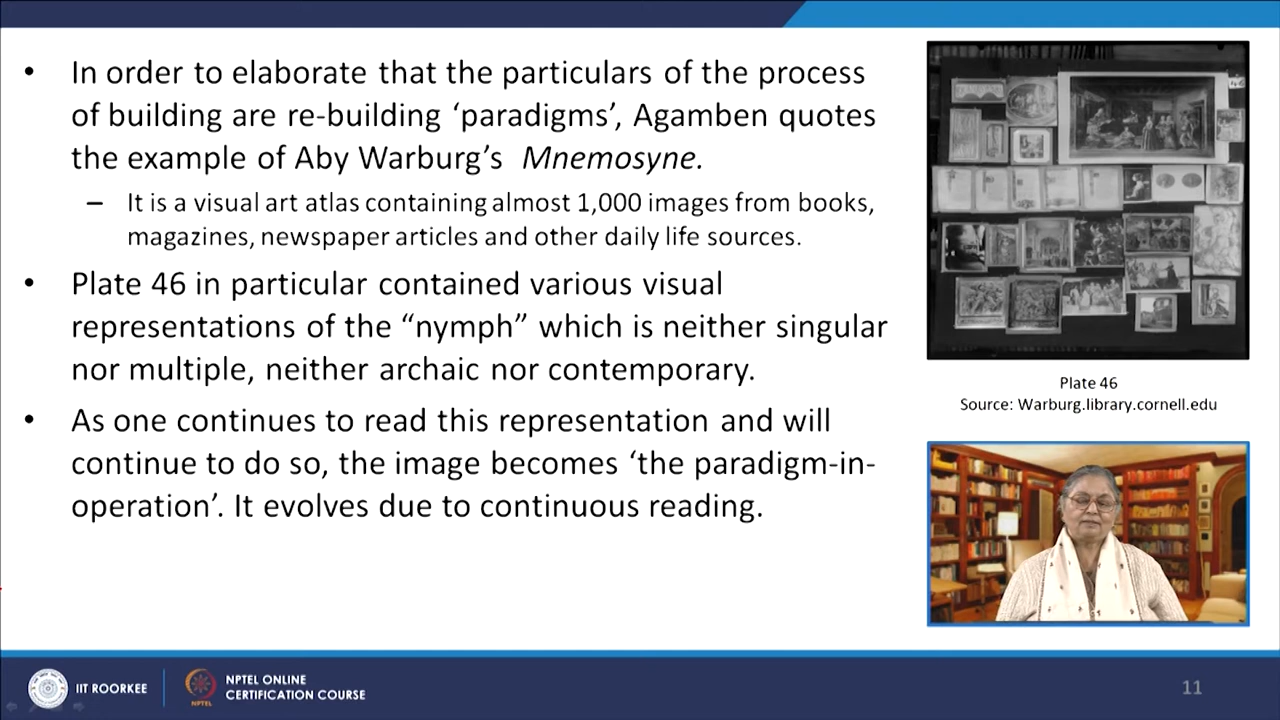 • In order to elaborate that the particulars of the process
of building are re-building ‘paradigms’, Agamben quotes
the example of Aby Warburg’s Mnemosyne.
– It is a visual art atlas containing almost 1,000 images from books,
magazines, newspaper articles and other daily life sources.
• Plate 46 in particular contained various visual
representations of the “nymph” which is neither singular
nor multiple, neither archaic nor contemporary.
• As one continues to read this representation and will
continue to do so, the image becomes ‘the paradigm-in-
operation’. It evolves due to continuous reading.
46
Plate 46
Source: Warburg.library.cornell.edu
IIT ROORKEE
NPTEL
NPTEL ONLINE
CERTIFICATION COURSE
11